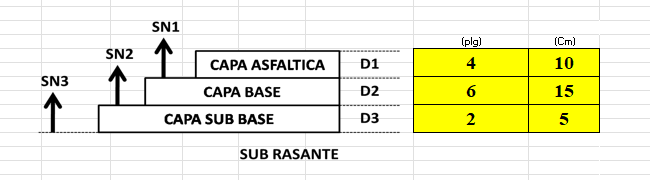 SN1
(plg) (Cm)
SN2
CAPA ASFALTICA D1 4 10
SN3
CAPA BASE D2 6 15
CAPA SUB BASE D3 2 5
SUB RASANTE